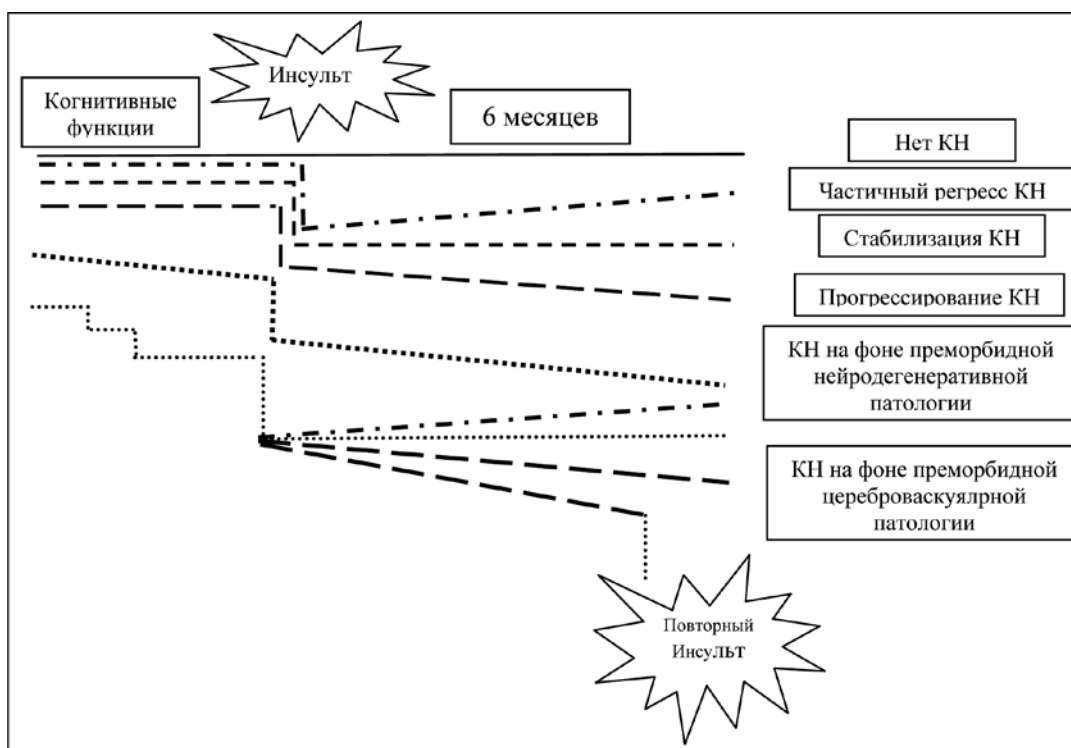 Инсульт
Когнитивные
функции
6 месяцев
Нет КН
Частичный регресс КН
Стабилизация КН
Прогрессирование КН
КН на фоне преморбидной
нейродегенеративной
патологии
КН на фоне преморбидной
цереброваскуялрной
патологии
Повторный
Инсульт